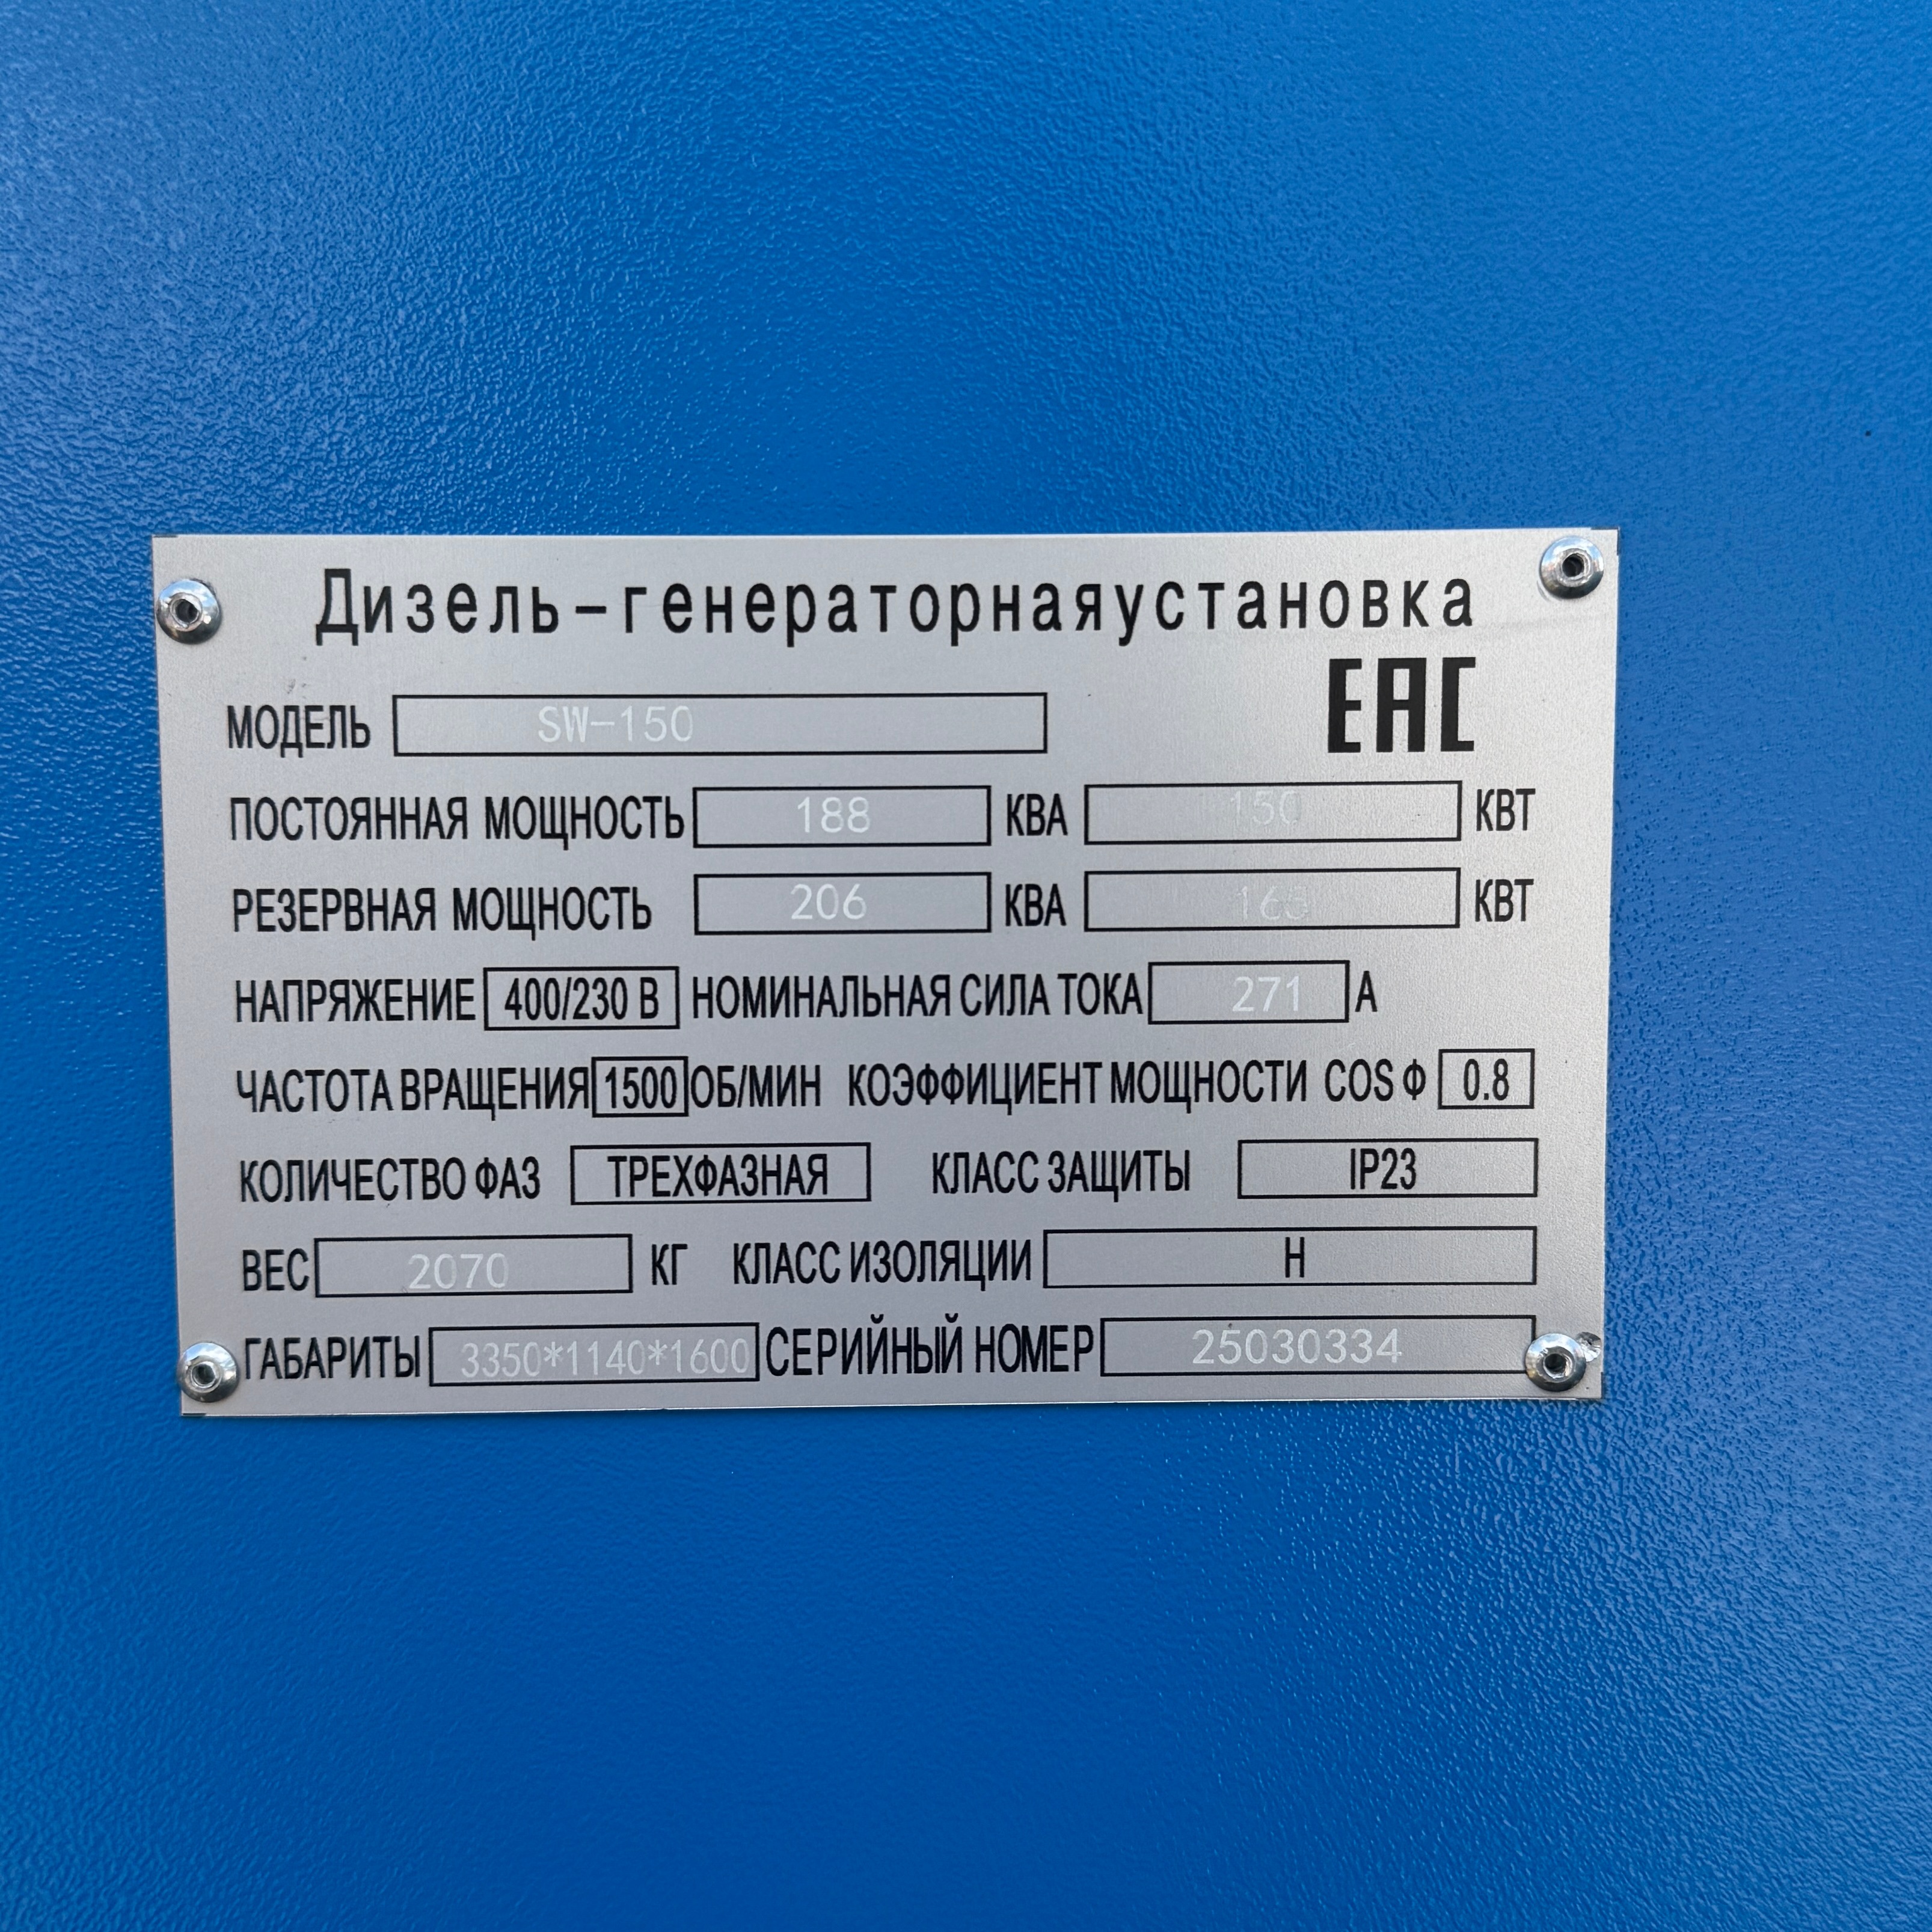 Дизель-генераторнаяустановка
EAC
МОДЕЛЬ SW-150
ПОСТОЯННАЯ МОЩНОСТЬ 188 КВА 150 КВТ
РЕЗЕРВНАЯ МОЩНОСТЬ 206 КВА 165 КВТ
НАПРЯЖЕНИЕ 400/230 В НОМИНАЛЬНАЯ СИЛА ТОКА 271 А
ЧАСТОТА ВРАЩЕНИЯ 1500 ОБ/МИН КОЭФФИЦИЕНТ МОЩНОСТИ COS Ф 0.8
КОЛИЧЕСТВО ФАЗ ТРЕХФАЗНАЯ КЛАСС ЗАЩИТЫ IP23
ВЕС 2070 КГ КЛАСС ИЗОЛЯЦИИ H
ГАБАРИТЫ 3350*1140*1600 СЕРИЙНЫЙ НОМЕР 25030334